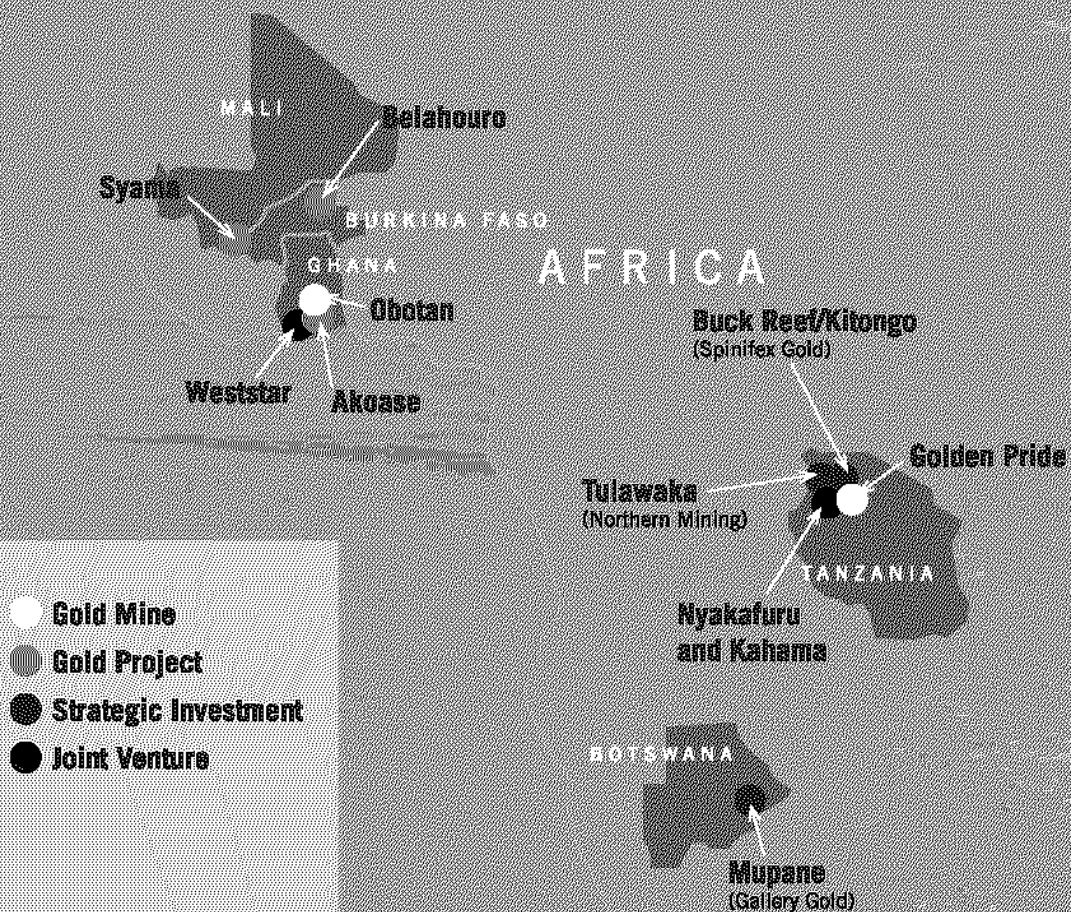 MALI
Belahouro
Syama
BURKINA FASO
GHANA
AFRICA
Obotan
Buck Reef/Kitongo
(Spinifex Gold)
Weststar
Akoase
Golden Pride
Tulawaka
(Northern Mining)
TANZANIA
Nyakafuru
and Kahama
Gold Mine
Gold Project
Strategic Investment
Joint Venture
BOTSWANA
Mupane
(Gallery Gold)